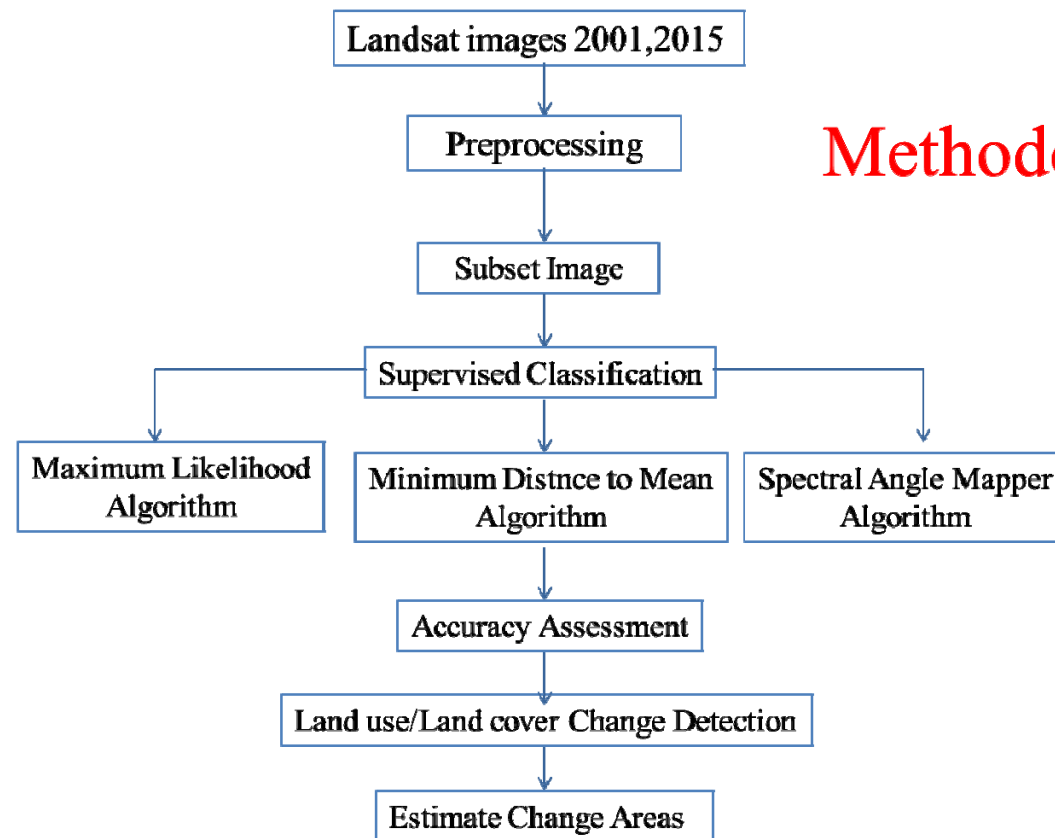 Landsat images 2001,2015
Preprocessing
Methodo
Subset Image
Supervised Classification
Maximum Likelihood
Algorithm
Minimum Distnce to Mean
Algorithm
Spectral Angle Mapper
Algorithm
Accuracy Assessment
Land use/Land cover Change Detection
Estimate Change Areas